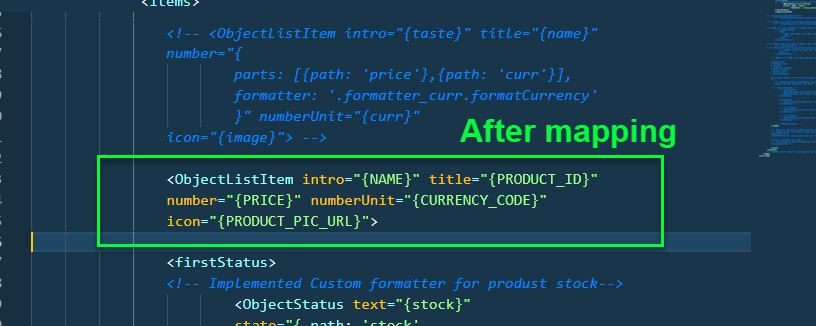 <items>
<!-- <ObjectListItem intro="{taste}" title="{name}"
number="{
parts: [{path: 'price'},{path: 'curr'}],
formatter: '.formatter_curr.formatCurrency'
}" numberUnit="{curr}"
icon="{image}"> -->
After mapping
<ObjectListItem intro="{NAME}" title="{PRODUCT_ID}"
number="{PRICE}" numberUnit="{CURRENCY_CODE}"
icon="{PRODUCT_PIC_URL}">
<firstStatus>
<!-- Implemented Custom formatter for produst stock-->
<ObjectStatus text="{stock}"
state="{ path: 'stock'